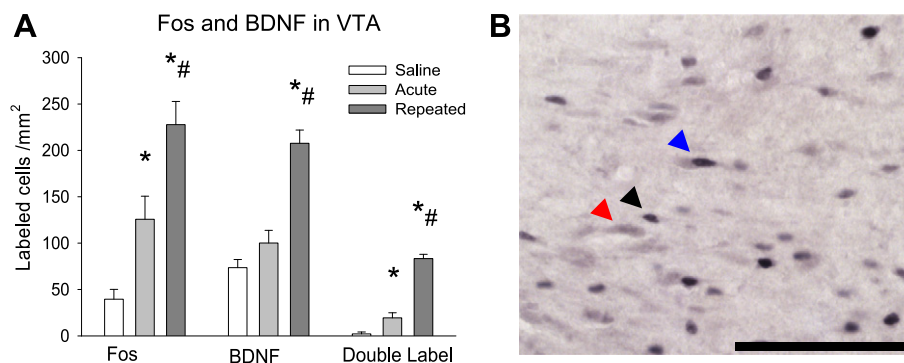 A
Fos and BDNF in VTA
B
Labeled cells /mm²
300
250
200
150
100
50
0
Saline
Acute
Repeated
*
*#
*#
*
*#
Fos
BDNF
Double Label